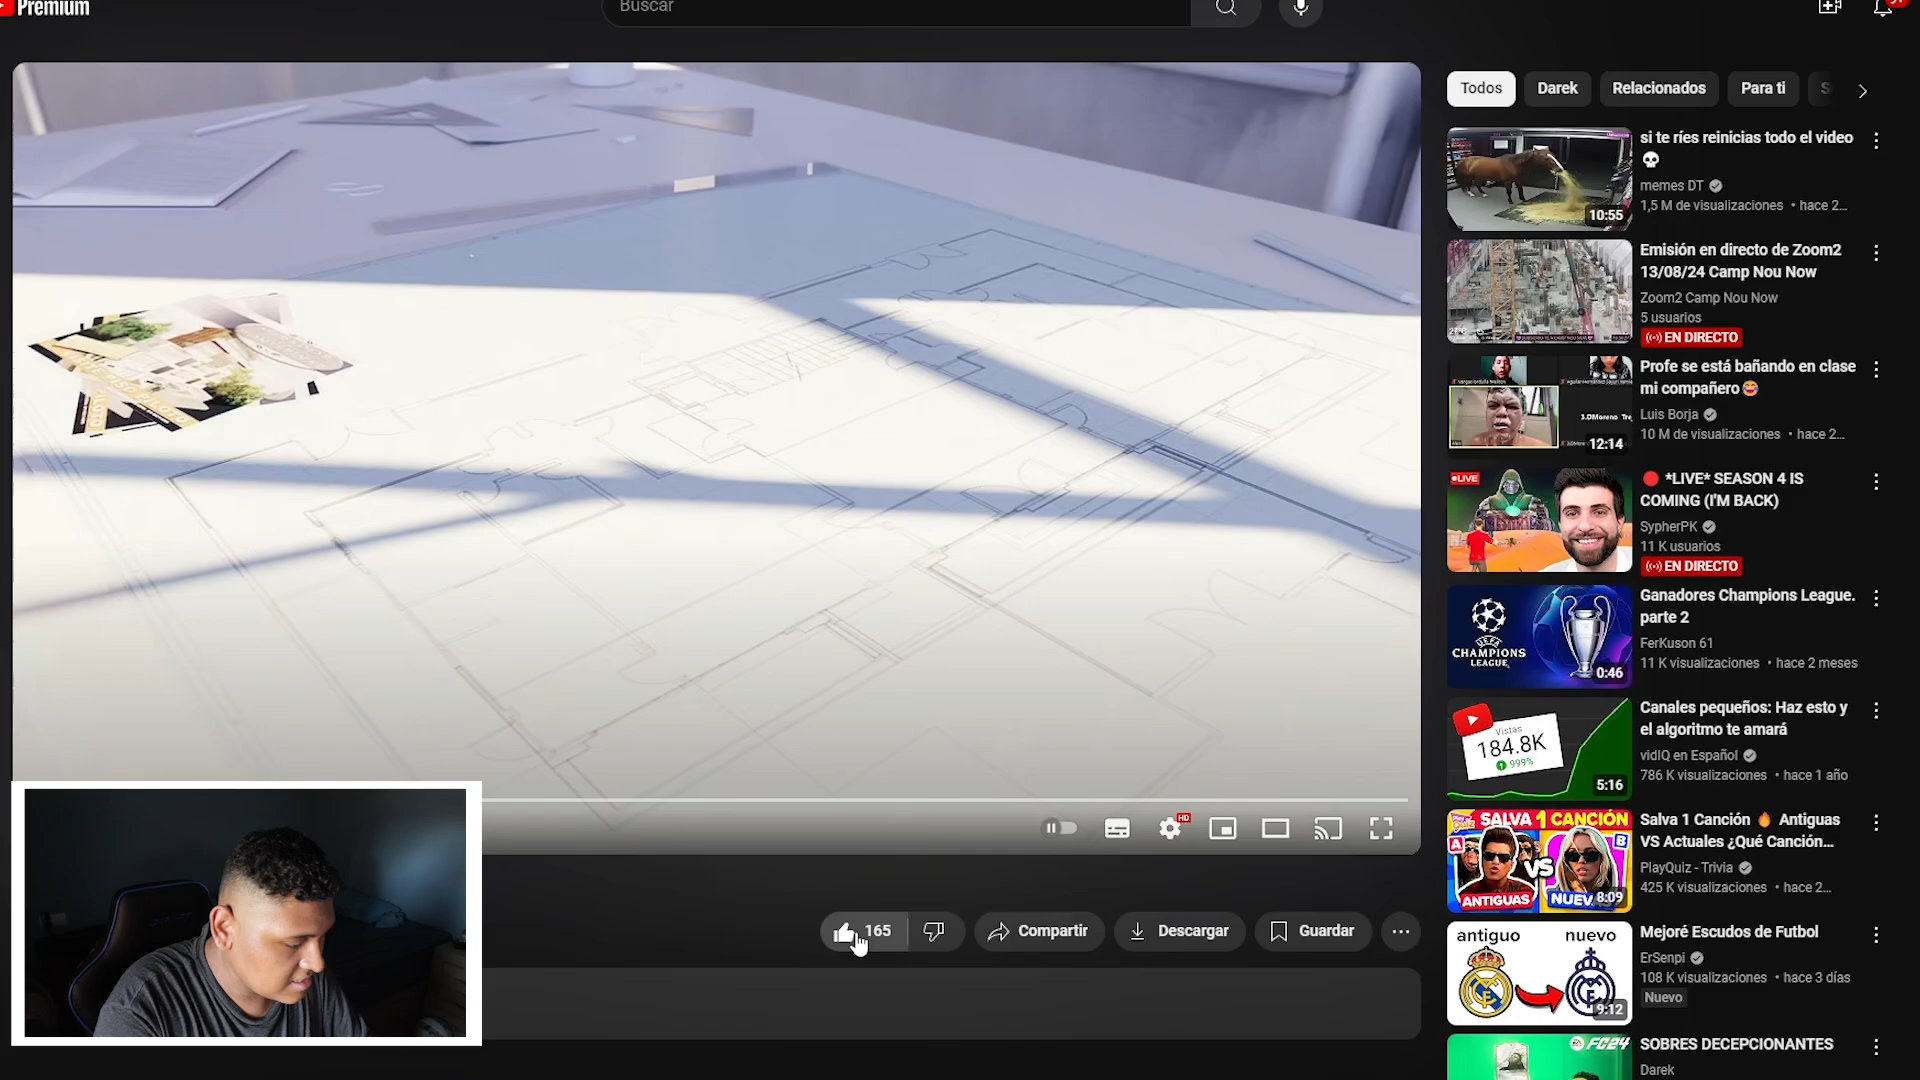 Premium
Buscar
9+
Todos
Darek
Relacionados
Para ti
S
si te ríes reinicias todo el video
💀
memes DT
1,5 M de visualizaciones • hace 2...
10:55
Emisión en directo de Zoom2
13/08/24 Camp Nou Now
Zoom2 Camp Nou Now
5 usuarios
EN DIRECTO
27°C
Profe se está bañando en clase
mi compañero 😂
Luis Borja
10 M de visualizaciones • hace 2...
12:14
LIVE
🔴 *LIVE* SEASON 4 IS
COMING (I'M BACK)
SypherPK
11 K usuarios
EN DIRECTO
Ganadores Champions League.
parte 2
FerKuson 61
11 K visualizaciones • hace 2 meses
UEFA
CHAMPIONS
LEAGUE
0:46
Canales pequeños: Haz esto y
el algoritmo te amará
vidIQ en Español
786 K visualizaciones • hace 1 año
Vistas
184.8K
999%
5:16
Salva 1 Canción 🔥 Antiguas
VS Actuales ¿Qué Canción...
PlayQuiz - Trivia
425 K visualizaciones • hace 2...
SALVA 1 CANCIÓN
A
B
VS
ANTIGUAS
NUEV
8:09
Mejoré Escudos de Futbol
ErSenpi
108 K visualizaciones • hace 3 días
Nuevo
antiguo
nuevo
9:12
SOBRES DECEPCIONANTES
Darek
FC24
HD
165
Compartir
Descargar
Guardar